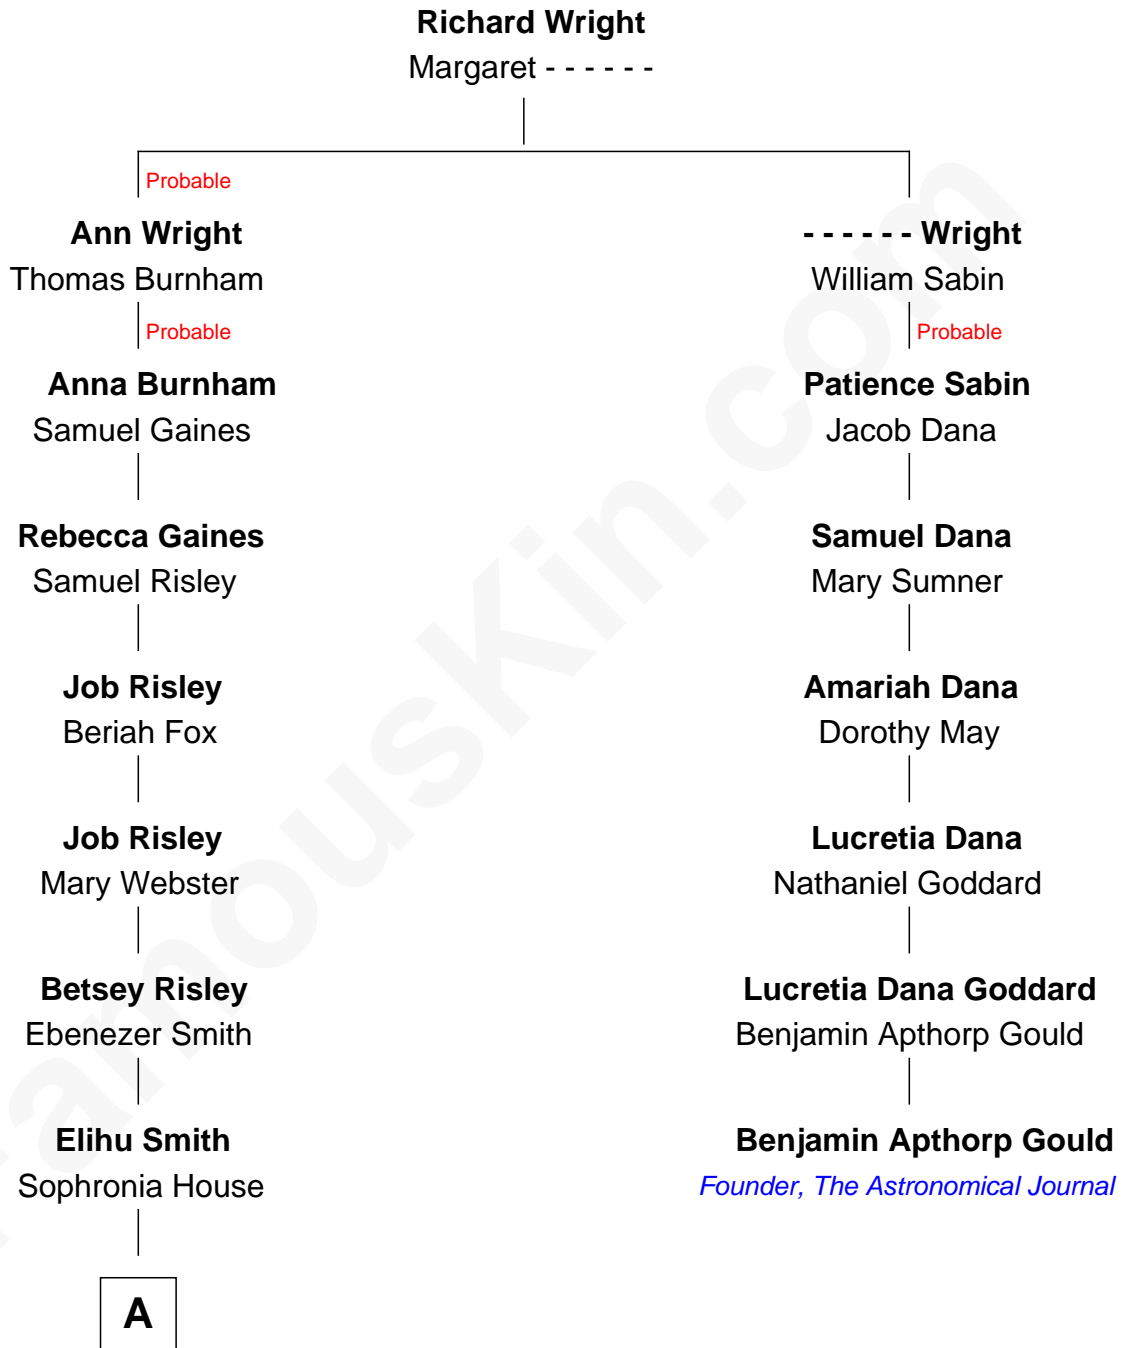 Richard Wright
Margaret - - - - - -
Probable
Ann Wright
Thomas Burnham
Probable
Anna Burnham
Samuel Gaines
Rebecca Gaines
Samuel Risley
Job Risley
Beriah Fox
Job Risley
Mary Webster
Betsey Risley
Ebenezer Smith
Elihu Smith
Sophronia House
A
- - - - - - Wright
William Sabin
Probable
Patience Sabin
Jacob Dana
Samuel Dana
Mary Sumner
Amariah Dana
Dorothy May
Lucretia Dana
Nathaniel Goddard
Lucretia Dana Goddard
Benjamin Apthorp Gould
Benjamin Apthorp Gould
Founder, The Astronomical Journal
FamousKin.com